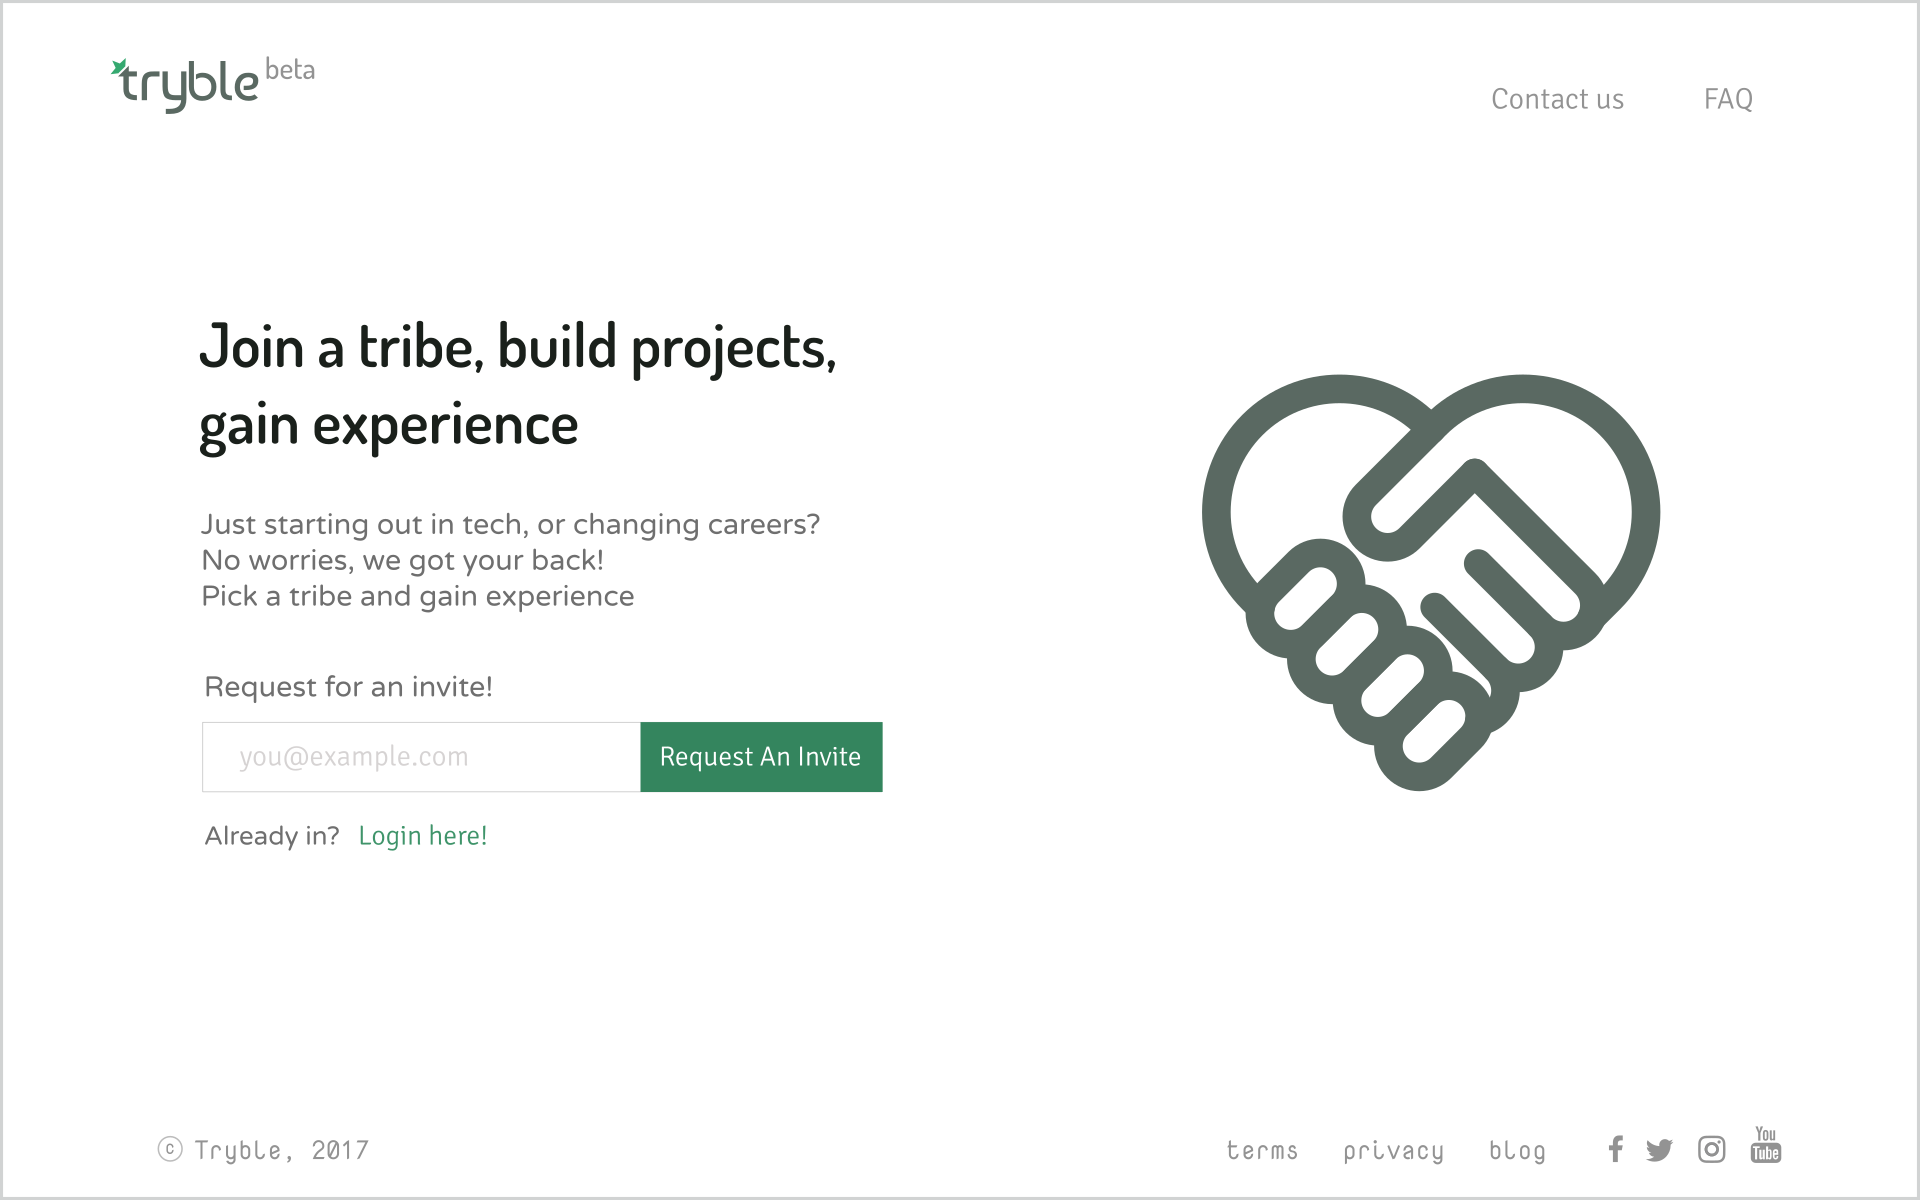 tryble beta
Contact us FAQ
Join a tribe, build projects,
gain experience
Just starting out in tech, or changing careers?
No worries, we got your back!
Pick a tribe and gain experience
Request for an invite!
you@example.com Request An Invite
Already in? Login here!
© Tryble, 2017 terms privacy blog You
Tube